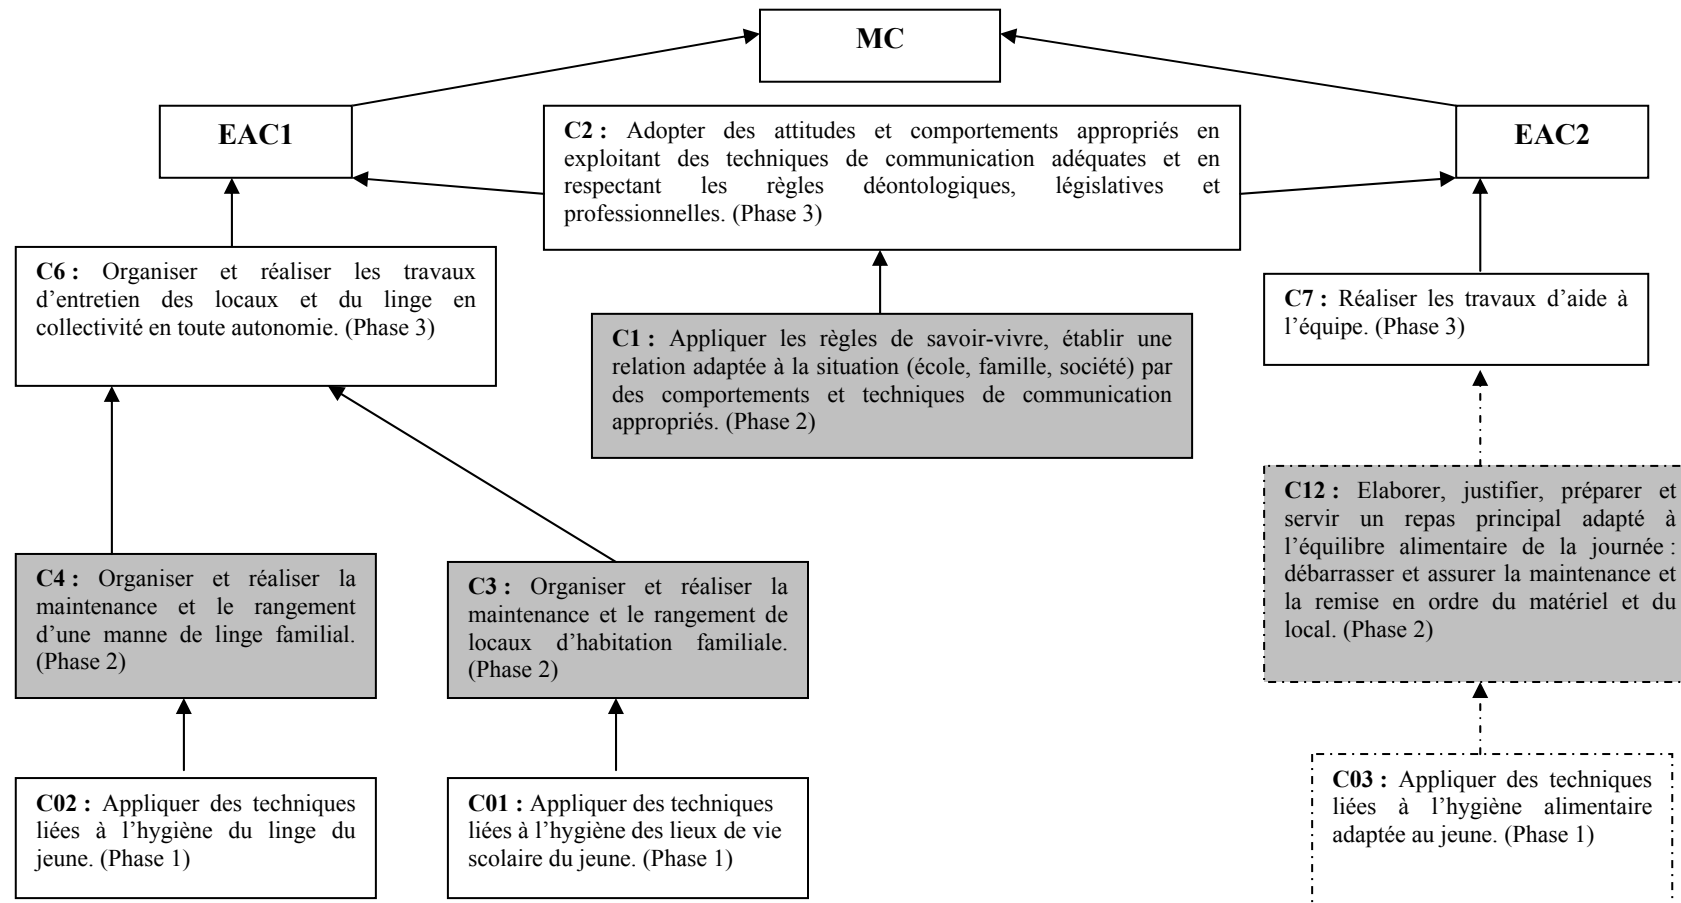 MC
EAC1
C2 : Adopter des attitudes et comportements appropriés en
exploitant des techniques de communication adéquates et en
respectant les règles déontologiques, législatives et
professionnelles. (Phase 3)
EAC2
C6 : Organiser et réaliser les travaux
d’entretien des locaux et du linge en
collectivité en toute autonomie. (Phase 3)
C1 : Appliquer les règles de savoir-vivre, établir une
relation adaptée à la situation (école, famille, société) par
des comportements et techniques de communication
appropriés. (Phase 2)
C7 : Réaliser les travaux d’aide à
l’équipe. (Phase 3)
C4 : Organiser et réaliser la
maintenance et le rangement
d’une manne de linge familial.
(Phase 2)
C3 : Organiser et réaliser la
maintenance et le rangement de
locaux d’habitation familiale.
(Phase 2)
C12 : Elaborer, justifier, préparer et
servir un repas principal adapté à
l’équilibre alimentaire de la journée :
débarrasser et assurer la maintenance et
la remise en ordre du matériel et du
local. (Phase 2)
C02 : Appliquer des techniques
liées à l’hygiène du linge du
jeune. (Phase 1)
C01 : Appliquer des techniques
liées à l’hygiène des lieux de vie
scolaire du jeune. (Phase 1)
C03 : Appliquer des techniques
liées à l’hygiène alimentaire
adaptée au jeune. (Phase 1)